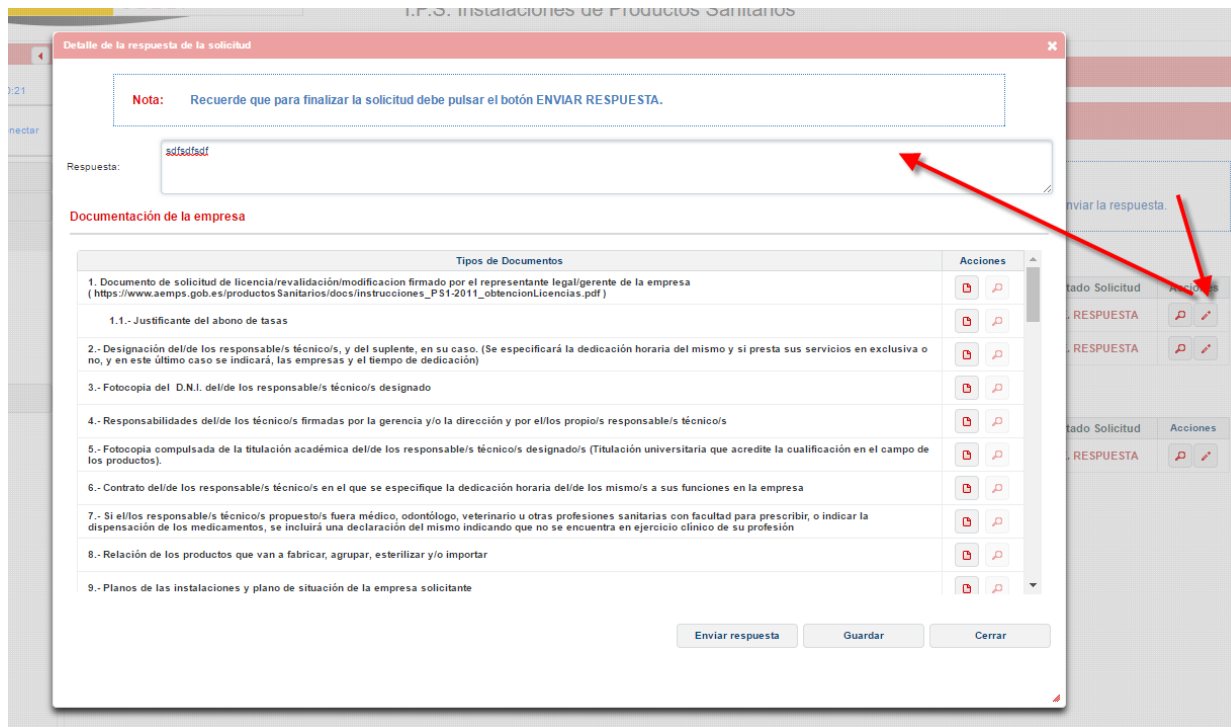 I.P.S. Instalaciones de Productos Sanitarios
Detalle de la respuesta de la solicitud
0:21
nectar
Nota: Recuerde que para finalizar la solicitud debe pulsar el botón ENVIAR RESPUESTA.
Respuesta:
sdfsdfsdf
nviar la respuesta.
Documentación de la empresa
Tipos de Documentos
Acciones
1. Documento de solicitud de licencia/revalidación/modificacion firmado por el representante legal/gerente de la empresa
( https://www.aemps.gob.es/productosSanitarios/docs/instrucciones_PS1-2011_obtencionLicencias.pdf )
1.1.- Justificante del abono de tasas
2.- Designación del/de los responsable/s técnico/s, y del suplente, en su caso. (Se especificará la dedicación horaria del mismo y si presta sus servicios en exclusiva o
no, y en este último caso se indicará, las empresas y el tiempo de dedicación)
3.- Fotocopia del D.N.I. del/de los responsable/s técnico/s designado
4.- Responsabilidades del/de los técnico/s firmadas por la gerencia y/o la dirección y por el/los propio/s responsable/s técnico/s
5.- Fotocopia compulsada de la titulación académica del/de los responsable/s técnico/s designado/s (Titulación universitaria que acredite la cualificación en el campo de
los productos).
6.- Contrato del/de los responsable/s técnico/s en el que se especifique la dedicación horaria del/de los mismo/s a sus funciones en la empresa
7.- Si el/los responsable/s técnico/s propuesto/s fuera médico, odontólogo, veterinario u otras profesiones sanitarias con facultad para prescribir, o indicar la
dispensación de los medicamentos, se incluirá una declaración del mismo indicando que no se encuentra en ejercicio clínico de su profesión
8.- Relación de los productos que van a fabricar, agrupar, esterilizar y/o importar
9.- Planos de las instalaciones y plano de situación de la empresa solicitante
Enviar respuesta
Guardar
Cerrar
tado Solicitud
Acciones
. RESPUESTA
. RESPUESTA
tado Solicitud
Acciones
. RESPUESTA